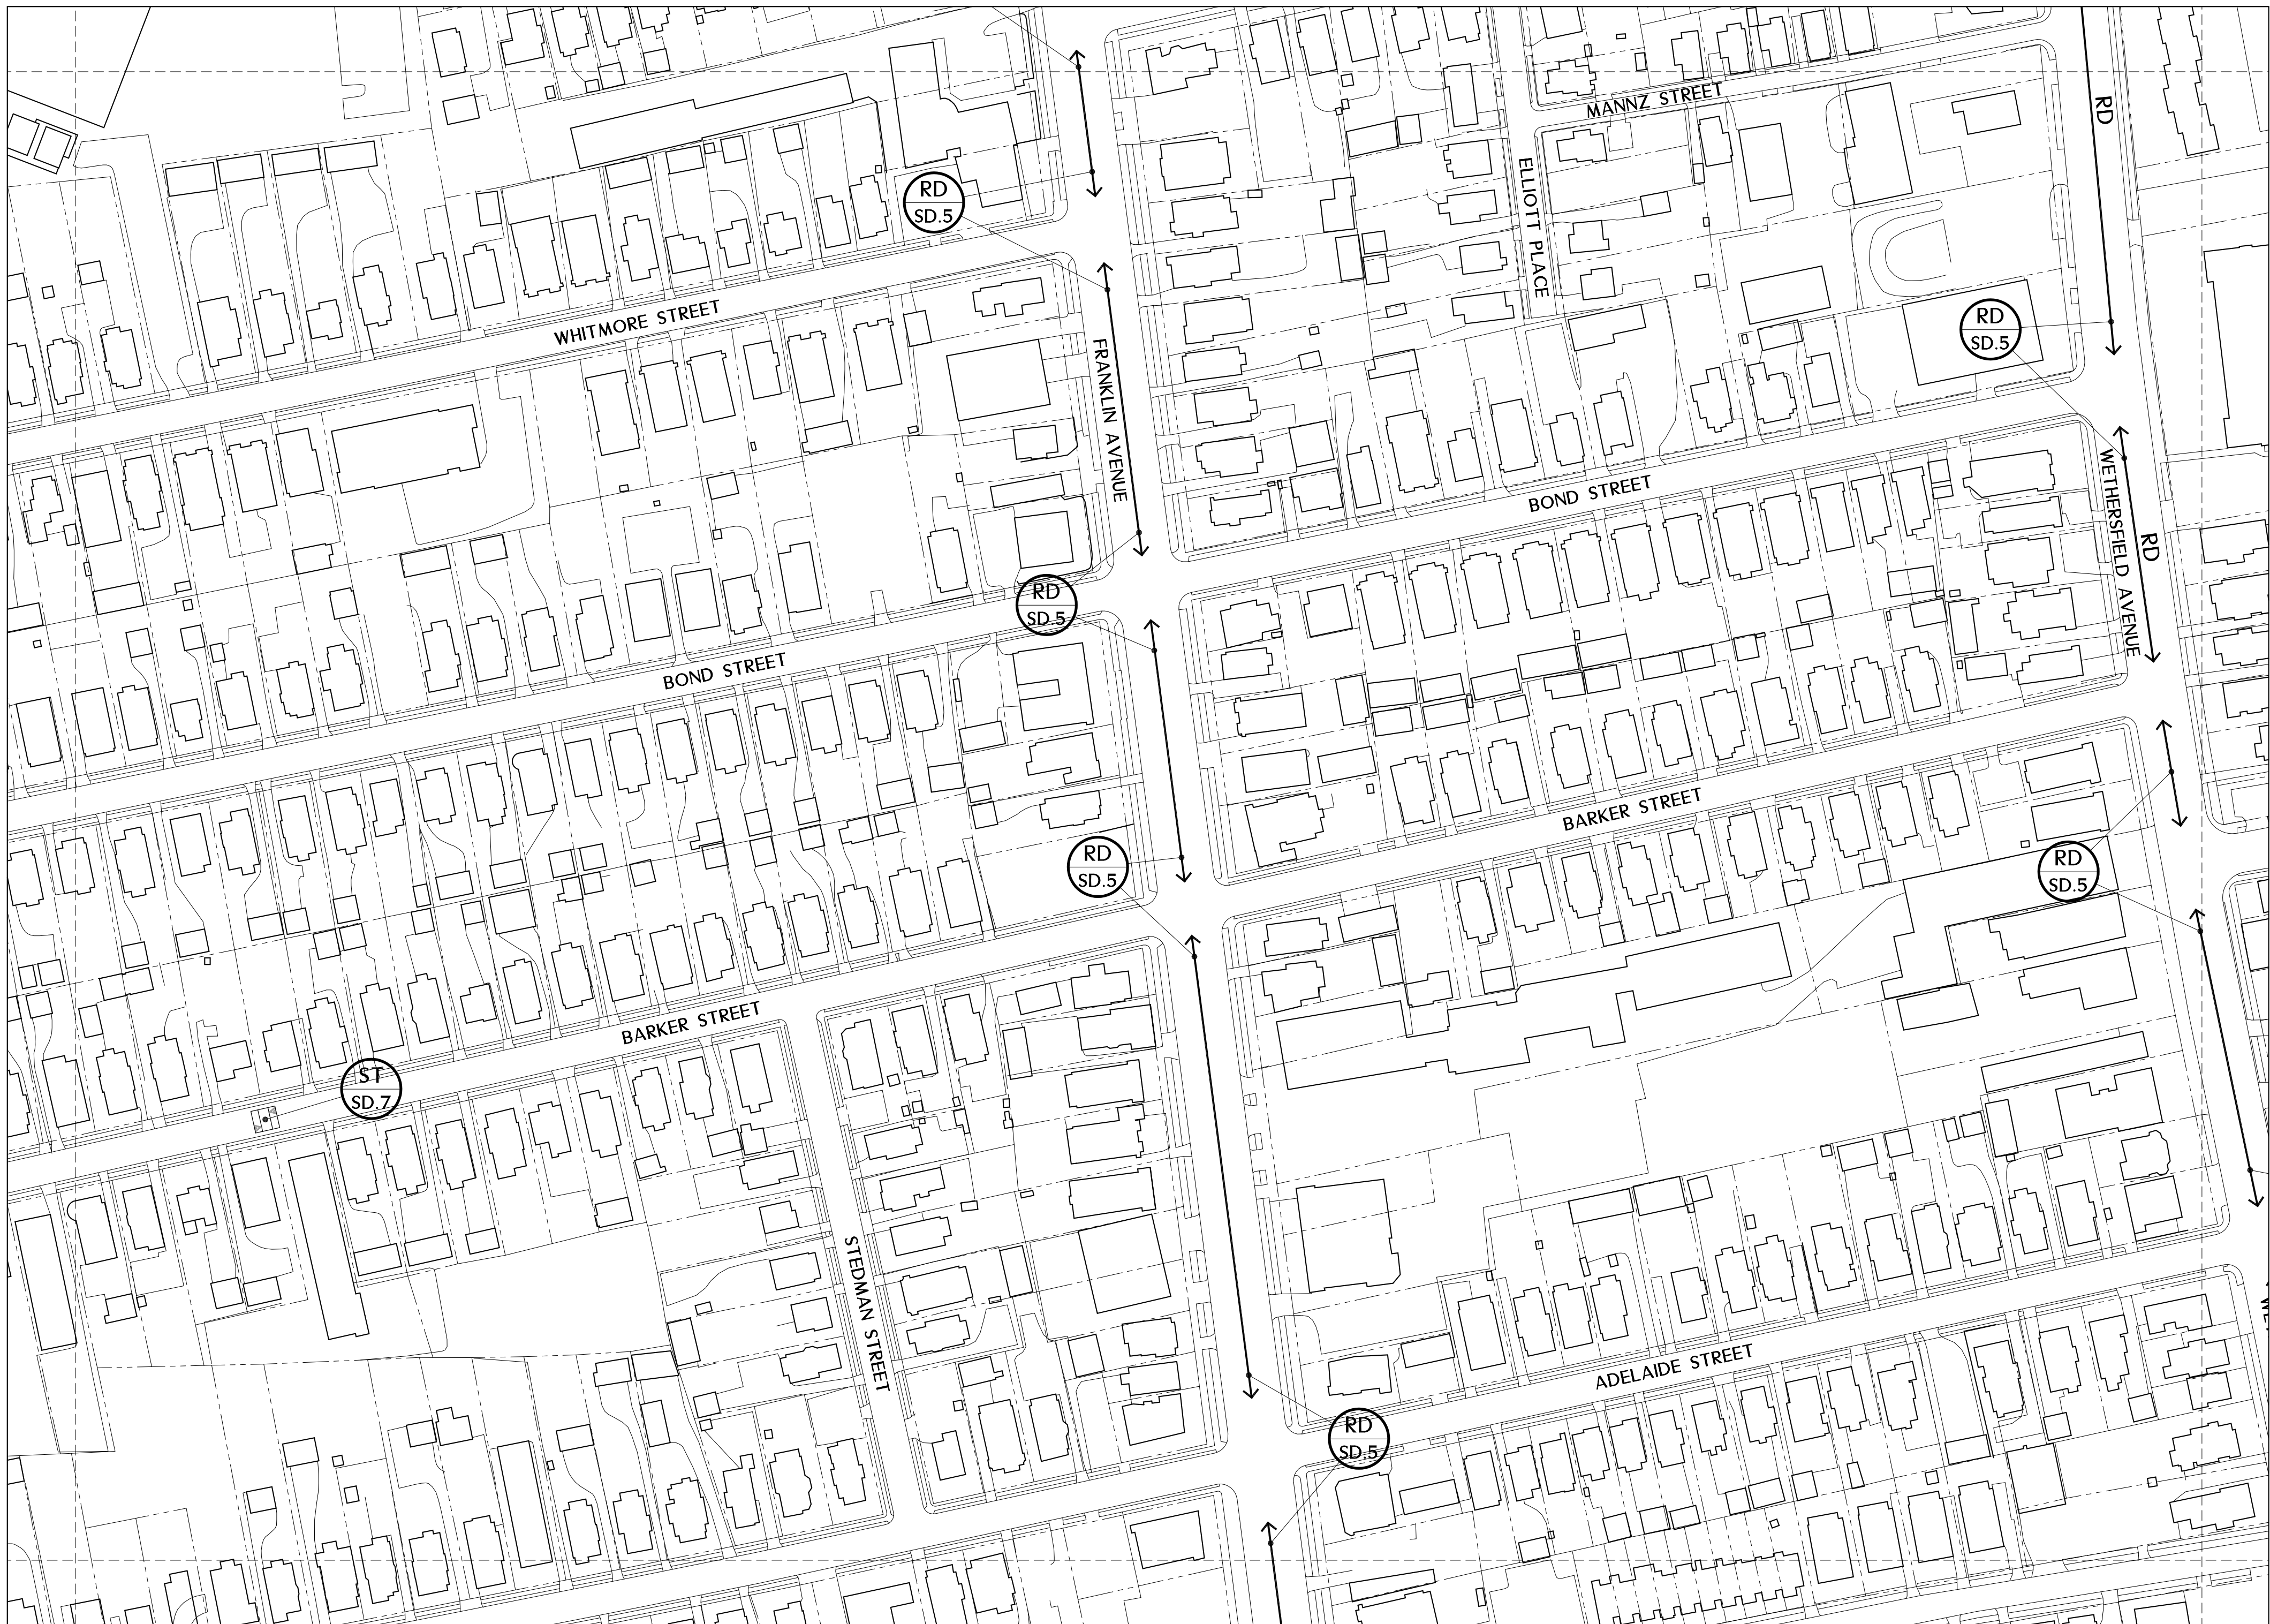 MANNZ STREET
RD
RD
SD.5
ELLIOTT PLACE
WHITMORE STREET
RD
SD.5
FRANKLIN AVENUE
BOND STREET
WETHERSFIELD AVENUE
RD
RD
SD.5
BOND STREET
BARKER STREET
RD
SD.5
RD
SD.5
BARKER STREET
ST
SD.7
STEDMAN STREET
ADELAIDE STREET
RD
SD.5